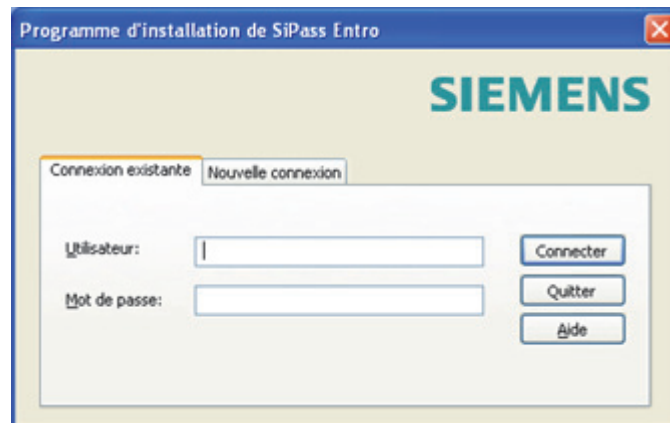 Programme d'installation de SiPass Entro
SIEMENS
Connexion existante Nouvelle connexion
Utilisateur: Connecter
Mot de passe: Quitter
Aide